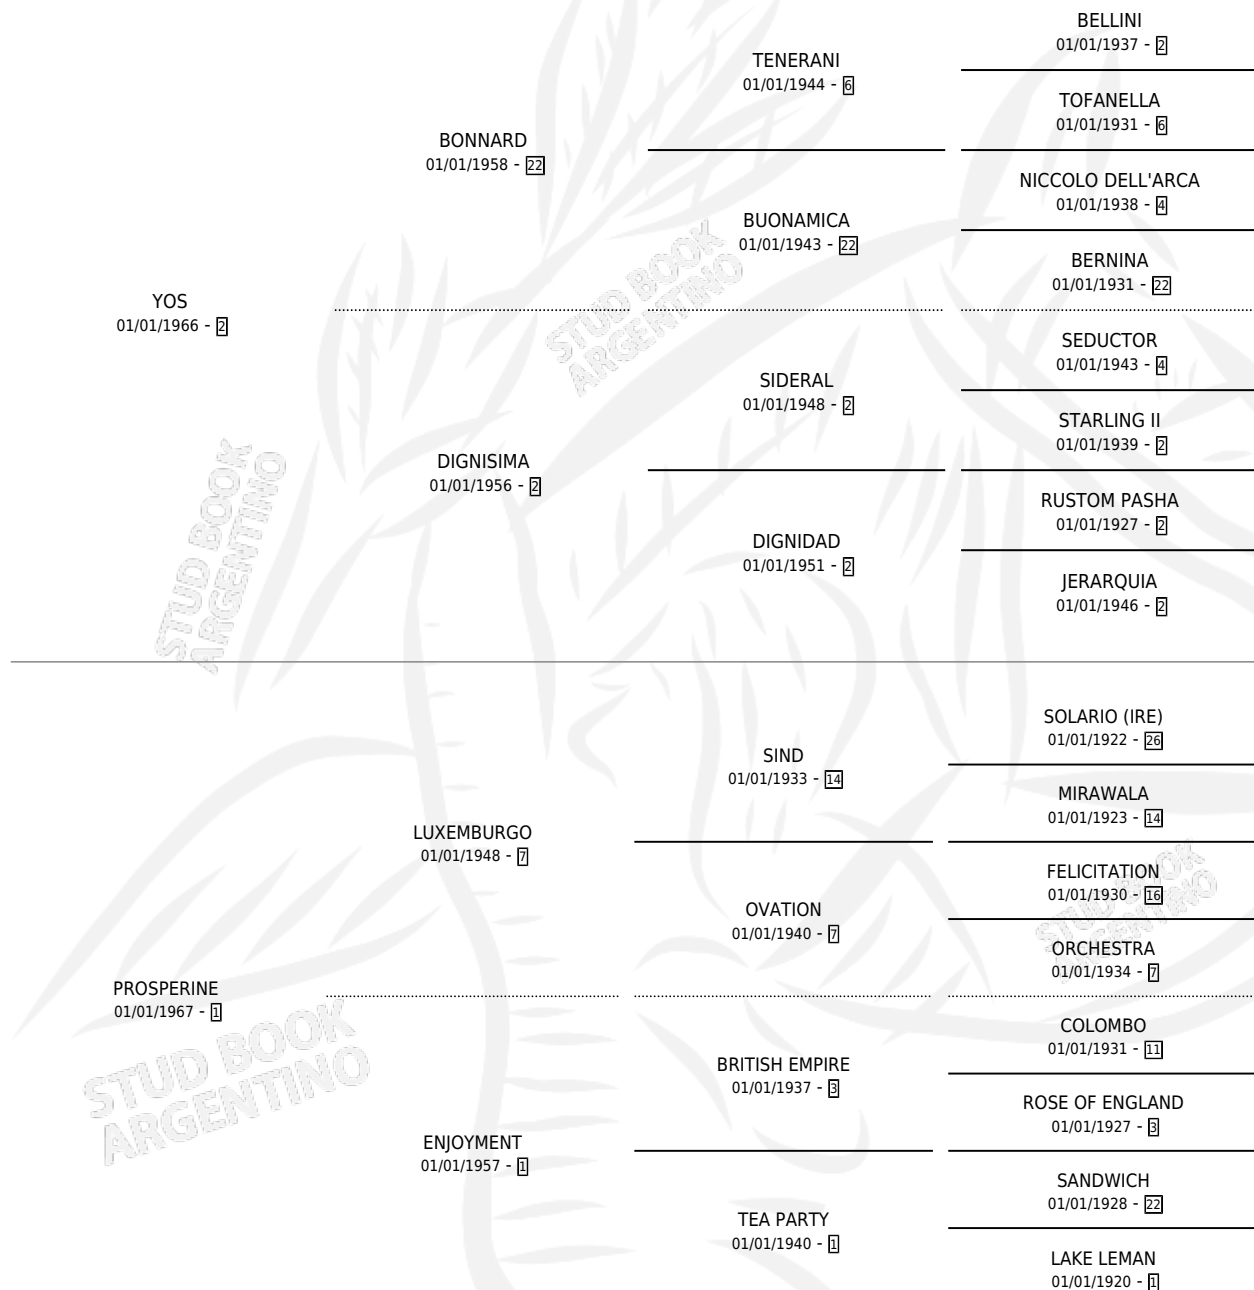 BELLINI
01/01/1937 - 2
TENERANI
01/01/1944 - 6
TOFANELLA
01/01/1931 - 6
BONNARD
01/01/1958 - 22
NICCOLO DELL'ARCA
01/01/1938 - 4
BUONAMICA
01/01/1943 - 22
BERNINA
01/01/1931 - 22
YOS
01/01/1966 - 2
SEDUCTOR
01/01/1943 - 4
SIDERAL
01/01/1948 - 2
STARLING II
01/01/1939 - 2
DIGNISIMA
01/01/1956 - 2
RUSTOM PASHA
01/01/1927 - 2
DIGNIDAD
01/01/1951 - 2
JERARQUIA
01/01/1946 - 2
SOLARIO (IRE)
01/01/1922 - 26
SIND
01/01/1933 - 14
MIRAWALA
01/01/1923 - 14
LUXEMBURGO
01/01/1948 - 7
FELICITATION
01/01/1930 - 16
OVATION
01/01/1940 - 7
ORCHESTRA
01/01/1934 - 7
PROSPERINE
01/01/1967 - 1
COLOMBO
01/01/1931 - 11
BRITISH EMPIRE
01/01/1937 - 3
ROSE OF ENGLAND
01/01/1927 - 3
ENJOYMENT
01/01/1957 - 1
SANDWICH
01/01/1928 - 22
TEA PARTY
01/01/1940 - 1
LAKE LEMAN
01/01/1920 - 1
STUD BOOK
ARGENTINO
STUD BOOK
ARGENTINO
STUD BOOK
ARGENTINO
STUD BOOK
ARGENTINO